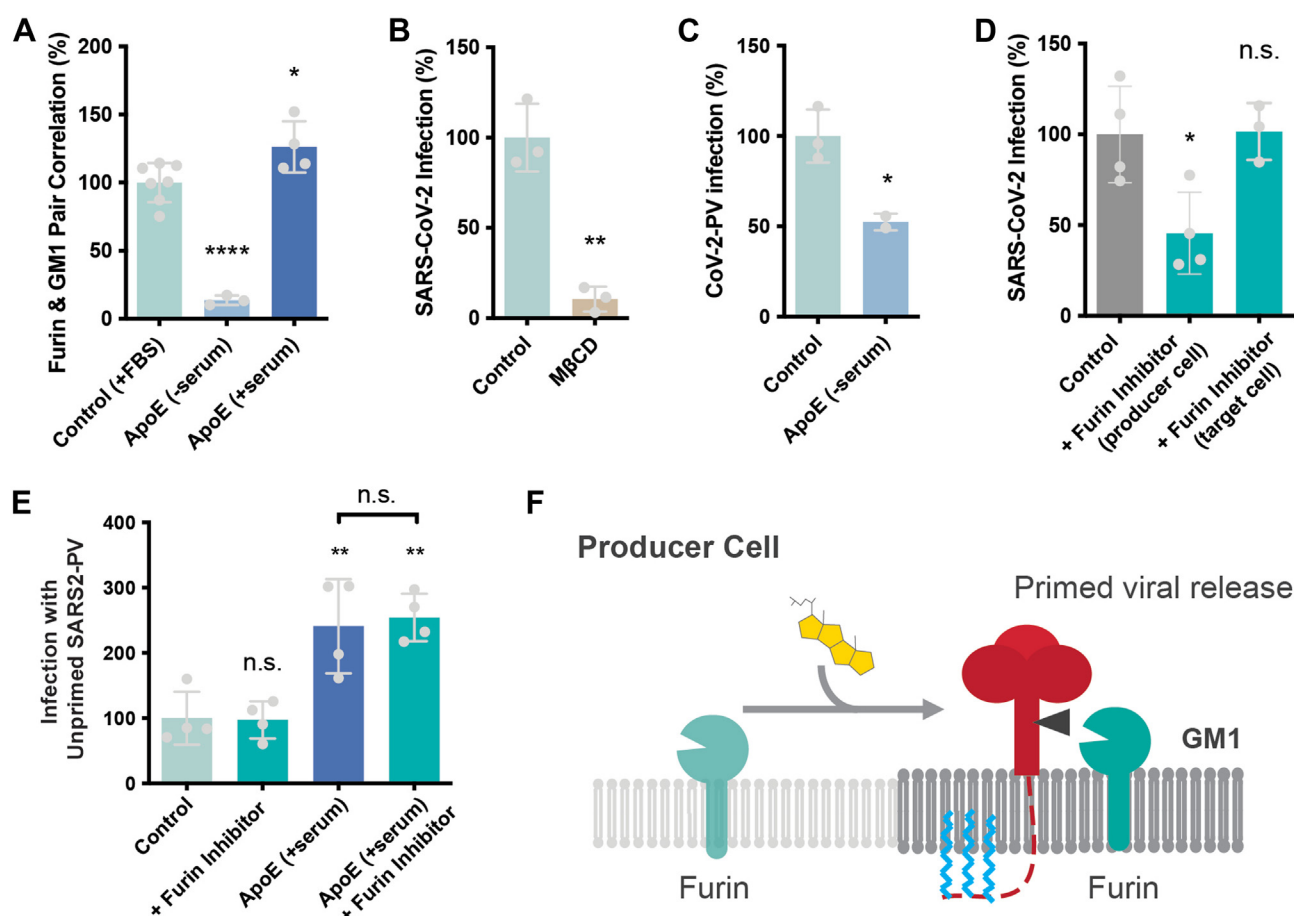 A
Furin & GM1 Pair Correlation (%)
200
150
100
50
0
*
****
Control (+FBS)
ApoE (-serum)
ApoE (+serum)
B
SARS-CoV-2 Infection (%)
150
100
50
0
**
Control
MβCD
C
CoV-2-PV infection (%)
150
100
50
0
*
Control
ApoE (-serum)
D
SARS-CoV-2 Infection (%)
150
100
50
0
*
n.s.
Control
+ Furin Inhibitor
(producer cell)
+ Furin Inhibitor
(target cell)
E
Infection with
Unprimed SARS2-PV
400
300
200
100
0
n.s.
n.s.
**
**
Control
+ Furin Inhibitor
ApoE (+serum)
ApoE (+serum)
+ Furin Inhibitor
F
Producer Cell
Primed viral release
GM1
Furin
Furin